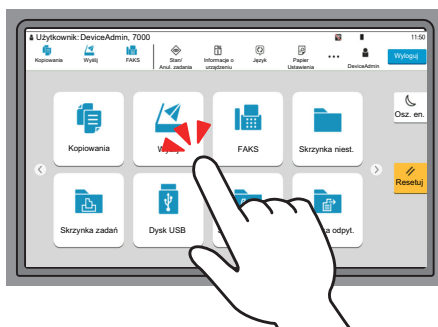 Użytkownik: DeviceAdmin, 7000
11:50
Kopiowania
Wyślij
FAKS
Stan/
Anul. zadania
Informacje o
urządzeniu
Język
Papier
Ustawienia
DeviceAdmin
Wyloguj
Osz. en.
Kopiowania
FAKS
Skrzynka niest.
Resetuj
Skrzynka zadań
Dysk USB
odpyt.